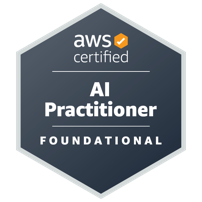 aws
certified
AI
Practitioner
FOUNDATIONAL